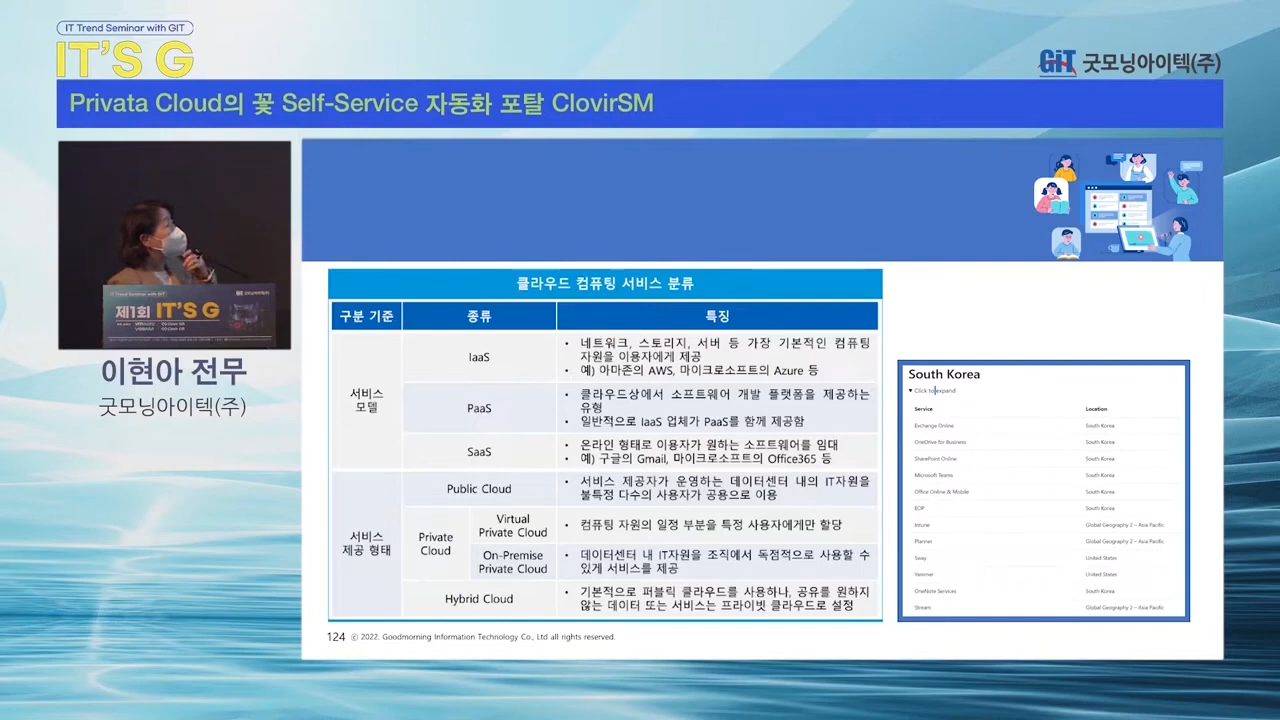 IT Trend Seminar with GIT
IT'S G
GiT 굿모닝아이텍(주)
Privata Cloud의 꽃 Self-Service 자동화 포탈 ClovirSM
IT Trend Seminar with GIT
제1회 IT'S G
이현아 전무
굿모닝아이텍(주)
클라우드 컴퓨팅 서비스 분류
구분 기준 종류 특징
서비스
모델
IaaS
• 네트워크, 스토리지, 서버 등 가장 기본적인 컴퓨팅
자원을 이용자에게 제공
• 예) 아마존의 AWS, 마이크로소프트의 Azure 등
PaaS
• 클라우드상에서 소프트웨어 개발 플랫폼을 제공하는
유형
• 일반적으로 IaaS 업체가 PaaS를 함께 제공함
SaaS
• 온라인 형태로 이용자가 원하는 소프트웨어를 임대
• 예) 구글의 Gmail, 마이크로소프트의 Office365 등
서비스
제공 형태
Public Cloud
• 서비스 제공자가 운영하는 데이터센터 내의 IT자원을
불특정 다수의 사용자가 공용으로 이용
Private
Cloud
Virtual
Private Cloud
• 컴퓨팅 자원의 일정 부분을 특정 사용자에게만 할당
On-Premise
Private Cloud
• 데이터센터 내 IT자원을 조직에서 독점적으로 사용할 수
있게 서비스를 제공
Hybrid Cloud
• 기본적으로 퍼블릭 클라우드를 사용하나, 공유를 원하지
않는 데이터 또는 서비스는 프라이빗 클라우드로 설정
South Korea
▾ Click to expand
Service Location
Exchange Online South Korea
OneDrive for Business South Korea
SharePoint Online South Korea
Microsoft Teams South Korea
Office Online & Mobile South Korea
EOP South Korea
Intune Global Geography 2 – Asia Pacific
Planner Global Geography 2 – Asia Pacific
Sway United States
Yammer United States
OneNote Services South Korea
Stream Global Geography 2 – Asia Pacific
124 ⓒ 2022. Goodmorning Information Technology Co., Ltd all rights reserved.